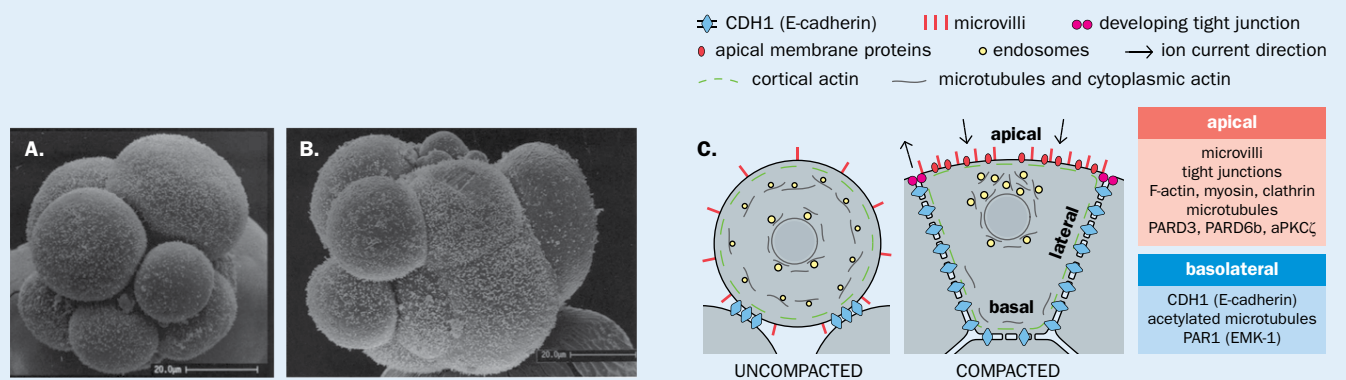 CDH1 (E-cadherin) microvilli developing tight junction
apical membrane proteins endosomes ion current direction
cortical actin microtubules and cytoplasmic actin
A.
20.0µm
B.
20.0µm
C.
UNCOMPACTED
apical
lateral
basal
COMPACTED
apical
microvilli
tight junctions
F-actin, myosin, clathrin
microtubules
PARD3, PARD6b, aPKCζ
basolateral
CDH1 (E-cadherin)
acetylated microtubules
PAR1 (EMK-1)